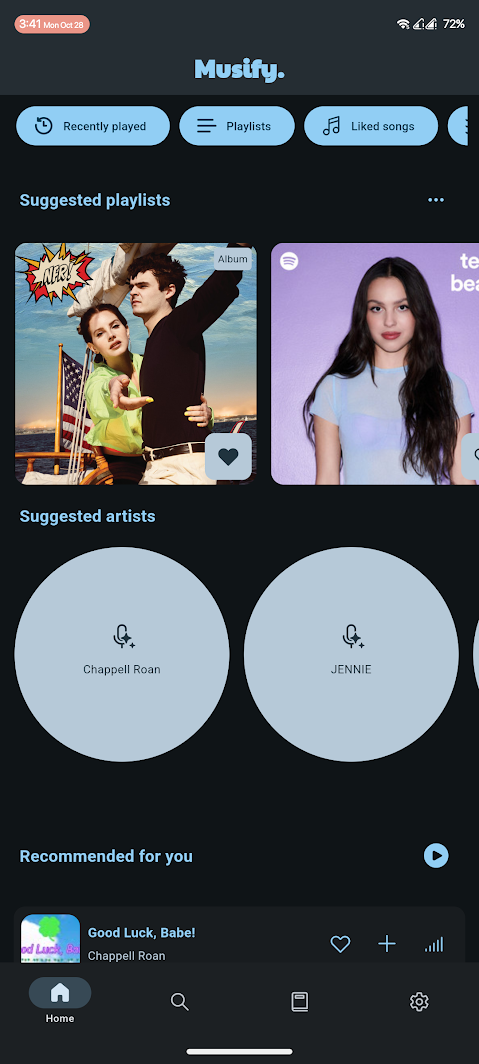 3:41 Mon Oct 28 72%
Musify.
Recently played Playlists Liked songs
Suggested playlists
NFR!
Album
te
bea
Suggested artists
Chappell Roan JENNIE
Recommended for you
Good Luck, Babe!
od Luck, Ba
Chappell Roan
Home